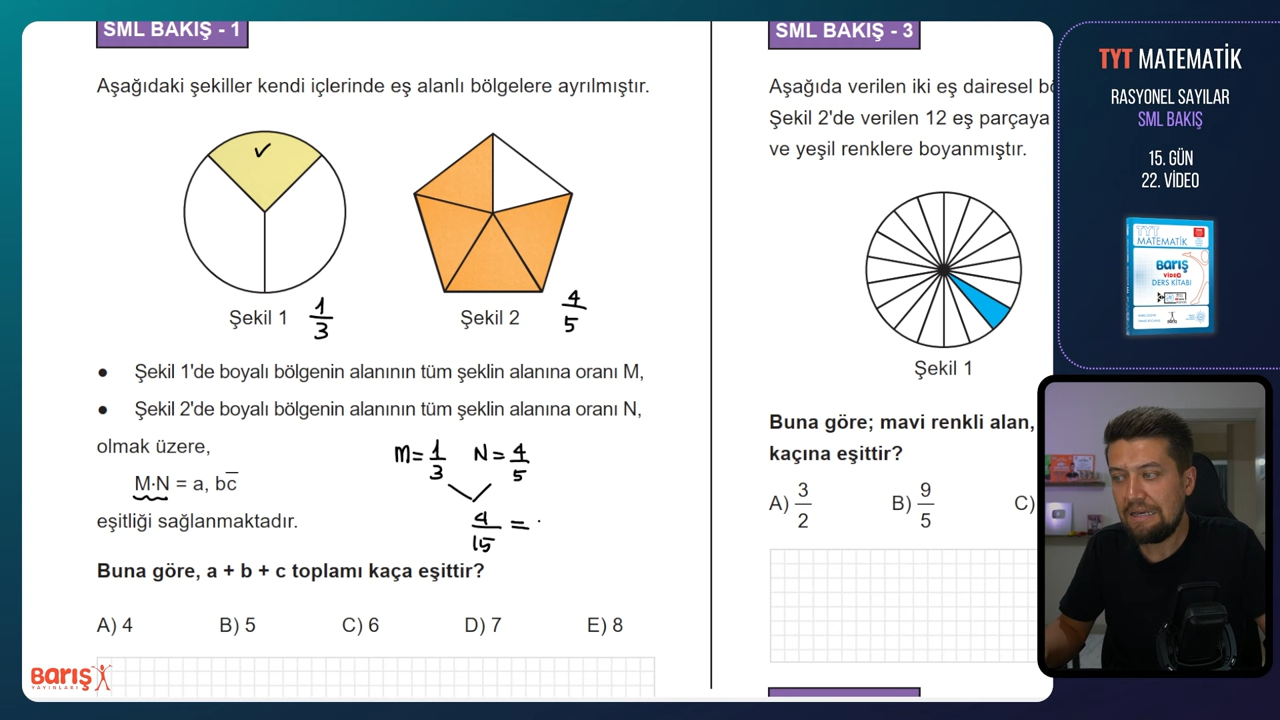 SML BAKIŞ - 1
Aşağıdaki şekiller kendi içlerinde eş alanlı bölgelere ayrılmıştır.
Şekil 1
1/3
Şekil 2
4/5
● Şekil 1'de boyalı bölgenin alanının tüm şeklin alanına oranı M,
● Şekil 2'de boyalı bölgenin alanının tüm şeklin alanına oranı N,
olmak üzere,
M·N = a, bc̅
eşitliği sağlanmaktadır.
M = 1/3 N = 4/5
4/15 = .
Buna göre, a + b + c toplamı kaça eşittir?
A) 4 B) 5 C) 6 D) 7 E) 8
BARIŞ
YAYINLARI
SML BAKIŞ - 3
Aşağıda verilen iki eş dairesel bö
Şekil 2'de verilen 12 eş parçaya
ve yeşil renklere boyanmıştır.
Şekil 1
Buna göre; mavi renkli alan,
kaçına eşittir?
A) 3/2 B) 9/5 C)
TYT MATEMATİK
RASYONEL SAYILAR
SML BAKIŞ
15. GÜN
22. VİDEO
TYT
MATEMATİK
BARIŞ
VİDEO
DERS KİTABI